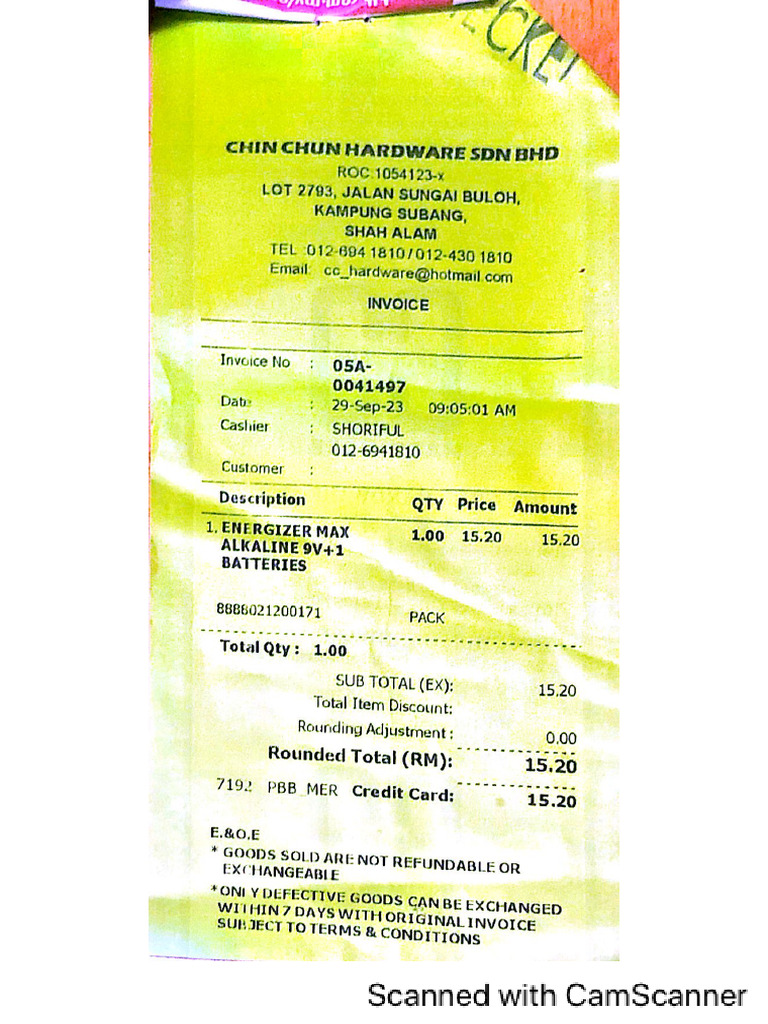 CKE
CHIN CHUN HARDWARE SDN BHD
ROC 1054123-x
LOT 2793, JALAN SUNGAI BULOH,
KAMPUNG SUBANG,
SHAH ALAM
TEL :012-694 1810/012-430 1810
Email: cc_hardware@hotmail.com
INVOICE
Invoice No : 05A-
0041497
Date : 29-Sep-23 09:05:01 AM
Cashier : SHORIFUL
012-6941810
Customer :
Description QTY Price Amount
1. ENERGIZER MAX 1.00 15.20 15.20
ALKALINE 9V+1
BATTERIES
8888021200171 PACK
Total Qty : 1.00
SUB TOTAL (EX): 15.20
Total Item Discount:
Rounding Adjustment : 0.00
Rounded Total (RM): 15.20
7192 PBB MER Credit Card: 15.20
E.&O.E
* GOODS SOLD ARE NOT REFUNDABLE OR
EXCHANGEABLE
*ONLY DEFECTIVE GOODS CAN BE EXCHANGED
WITHIN 7 DAYS WITH ORIGINAL INVOICE
SUBJECT TO TERMS & CONDITIONS
Scanned with CamScanner